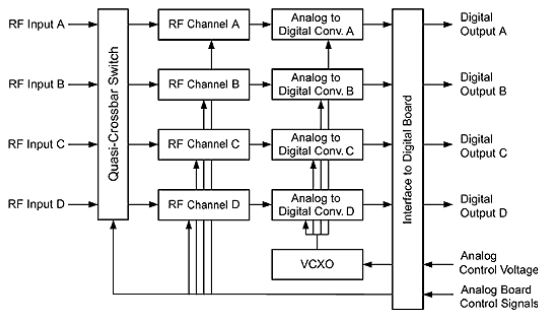 RF Input A
RF Channel A
Analog to
Digital Conv. A
Digital
Output A
RF Input B
RF Channel B
Analog to
Digital Conv. B
Digital
Output B
RF Input C
RF Channel C
Analog to
Digital Conv. C
Digital
Output C
RF Input D
RF Channel D
Analog to
Digital Conv. D
Digital
Output D
Quasi-Crossbar Switch
Interface to Digital Board
VCXO
Analog
Control Voltage
Analog Board
Control Signals